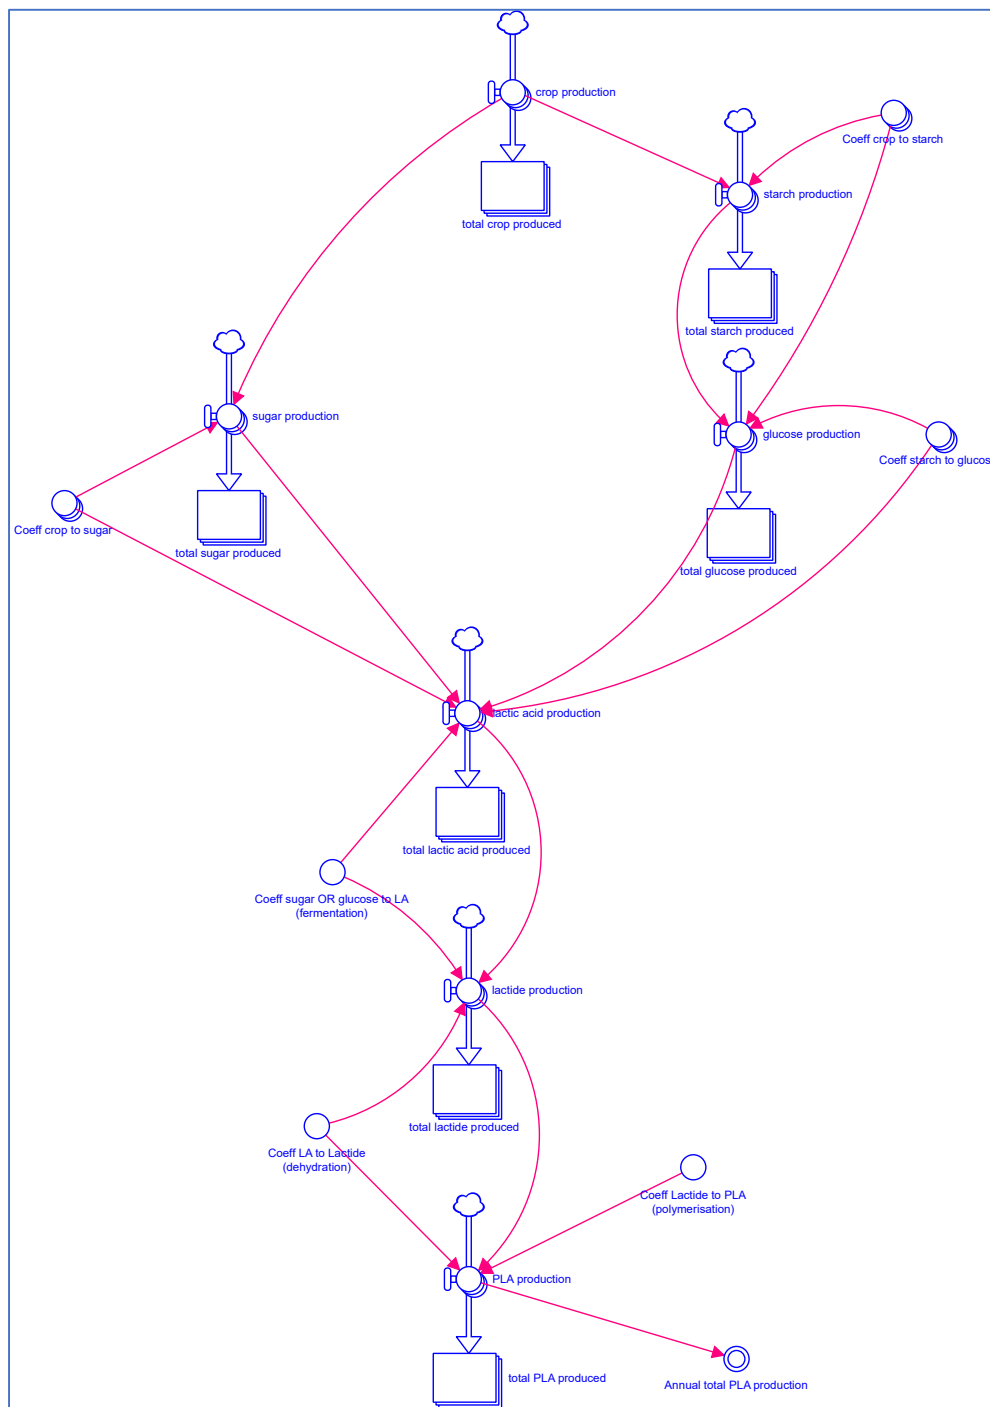 crop production
Coeff crop to starch
starch production
total crop produced
total starch produced
sugar production
glucose production
Coeff starch to glucos
Coeff crop to sugar
total sugar produced
total glucose produced
lactic acid production
total lactic acid produced
Coeff sugar OR glucose to LA
(fermentation)
lactide production
total lactide produced
Coeff LA to Lactide
(dehydration)
Coeff Lactide to PLA
(polymerisation)
PLA production
total PLA produced
Annual total PLA production